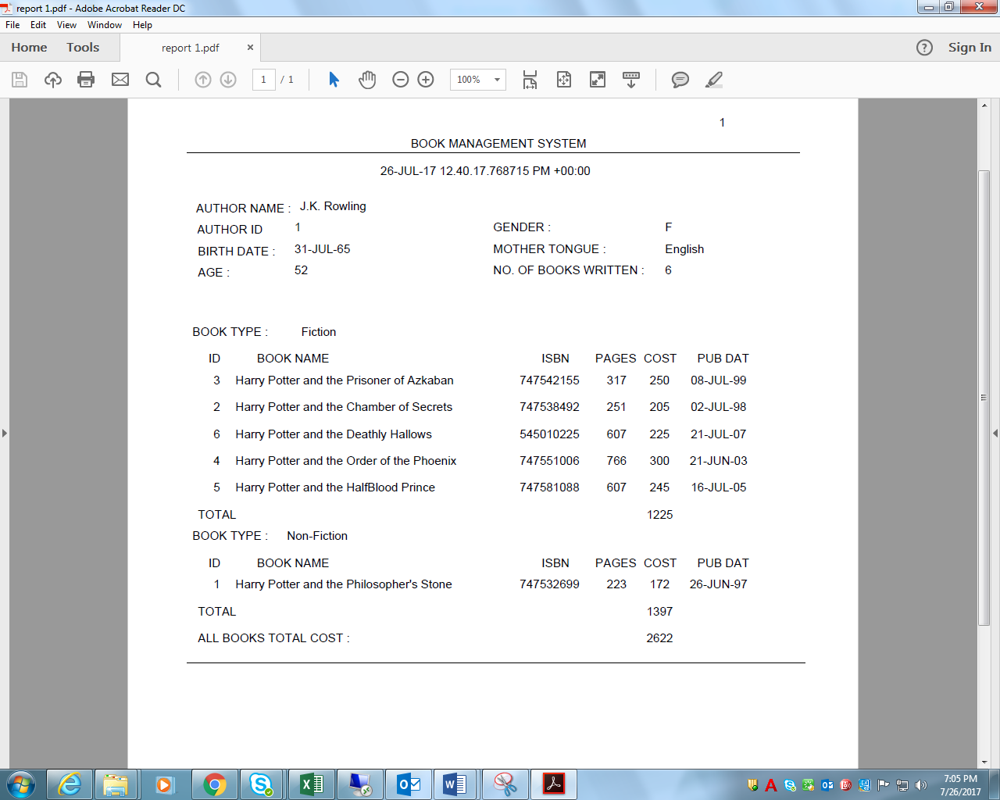 report 1.pdf - Adobe Acrobat Reader DC
File Edit View Window Help
Home Tools report 1.pdf × ? Sign In
1 / 1 100%
1
BOOK MANAGEMENT SYSTEM
26-JUL-17 12.40.17.768715 PM +00:00
AUTHOR NAME : J.K. Rowling
AUTHOR ID 1 GENDER : F
BIRTH DATE : 31-JUL-65 MOTHER TONGUE : English
AGE : 52 NO. OF BOOKS WRITTEN : 6
BOOK TYPE : Fiction
ID BOOK NAME ISBN PAGES COST PUB DAT
3 Harry Potter and the Prisoner of Azkaban 747542155 317 250 08-JUL-99
2 Harry Potter and the Chamber of Secrets 747538492 251 205 02-JUL-98
6 Harry Potter and the Deathly Hallows 545010225 607 225 21-JUL-07
4 Harry Potter and the Order of the Phoenix 747551006 766 300 21-JUN-03
5 Harry Potter and the HalfBlood Prince 747581088 607 245 16-JUL-05
TOTAL 1225
BOOK TYPE : Non-Fiction
ID BOOK NAME ISBN PAGES COST PUB DAT
1 Harry Potter and the Philosopher's Stone 747532699 223 172 26-JUN-97
TOTAL 1397
ALL BOOKS TOTAL COST : 2622
7:05 PM
7/26/2017